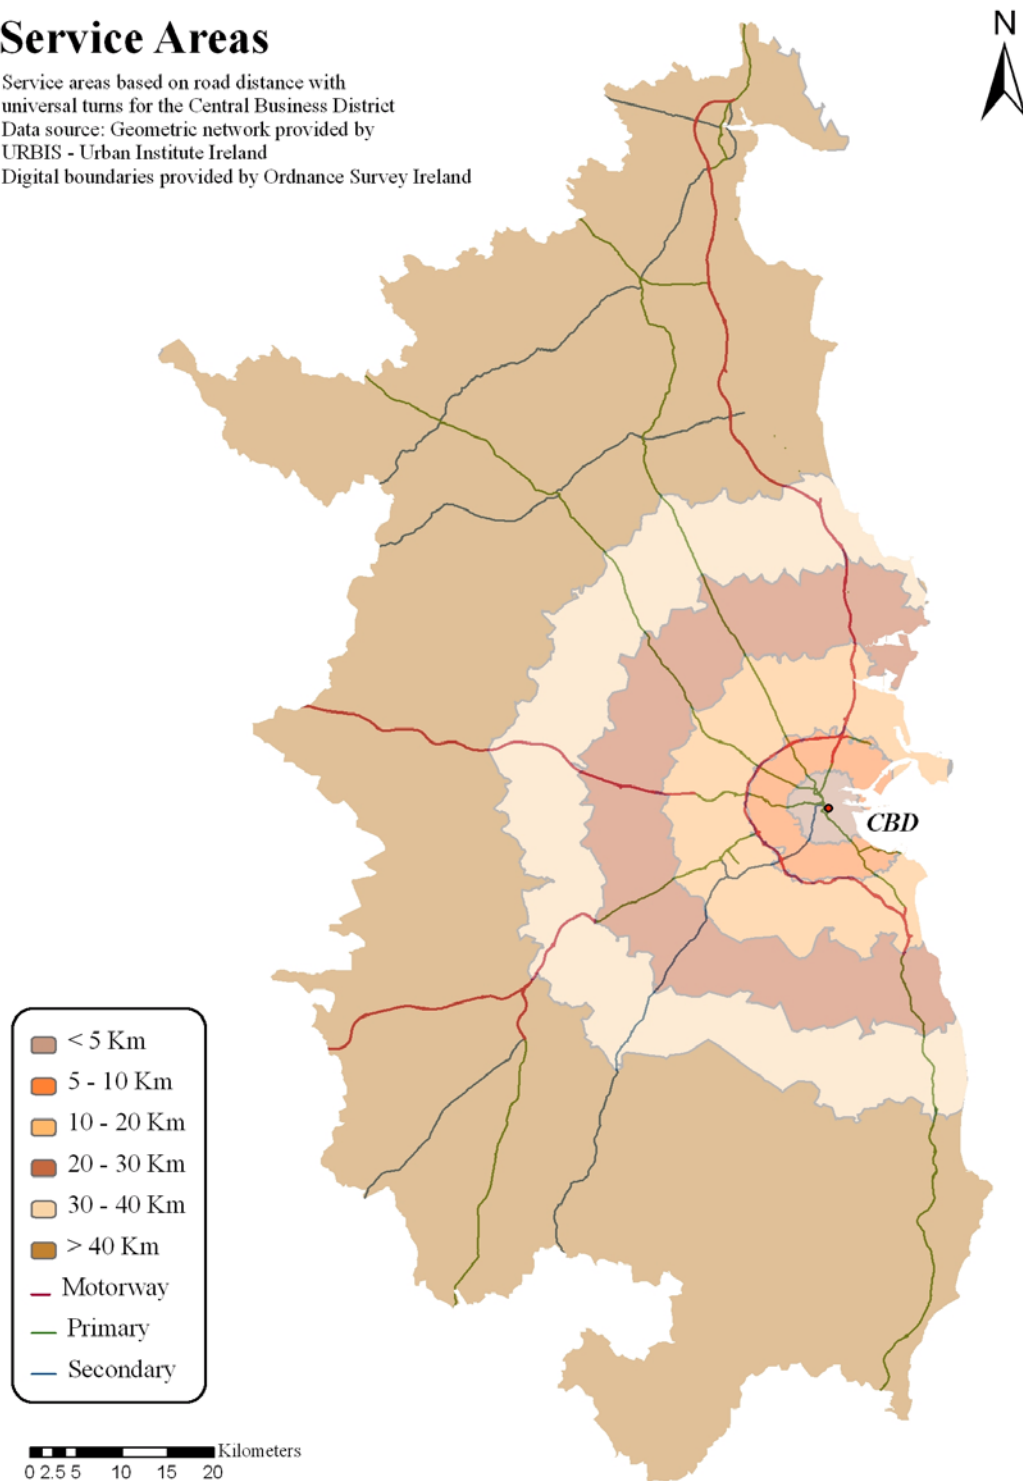 Service Areas
Service areas based on road distance with
universal turns for the Central Business District
Data source: Geometric network provided by
URBIS - Urban Institute Ireland
Digital boundaries provided by Ordnance Survey Ireland
N
CBD
< 5 Km
5 - 10 Km
10 - 20 Km
20 - 30 Km
30 - 40 Km
> 40 Km
Motorway
Primary
Secondary
Kilometers
0 2.5 5 10 15 20